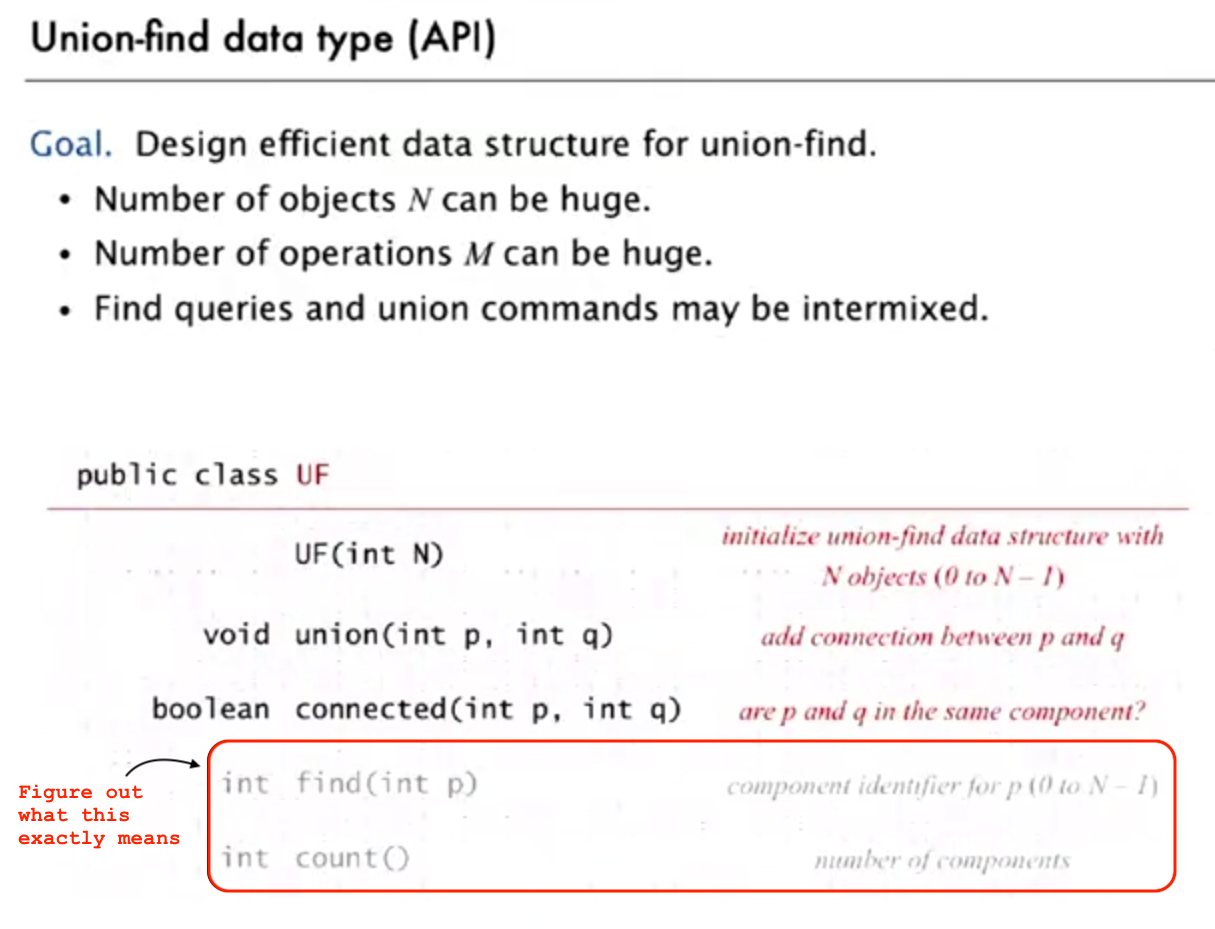 Union-find data type (API)
Goal. Design efficient data structure for union-find.
• Number of objects N can be huge.
• Number of operations M can be huge.
• Find queries and union commands may be intermixed.
public class UF
UF(int N)
initialize union-find data structure with
N objects (0 to N – 1)
void union(int p, int q)
add connection between p and q
boolean connected(int p, int q)
are p and q in the same component?
Figure out
what this
exactly means
int find(int p)
component identifier for p (0 to N – 1)
int count()
number of components